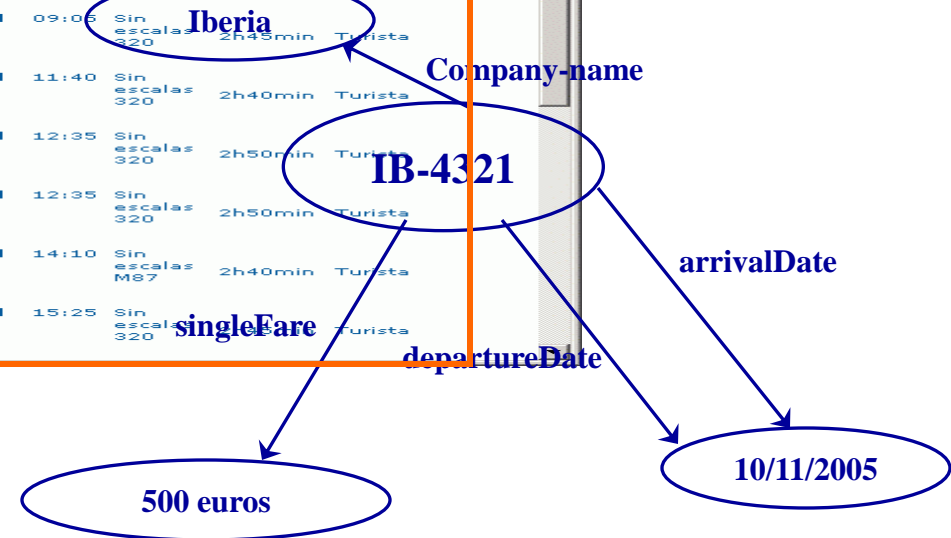 09:05 Sin
escalas 2h45min Turista
320
Iberia
Company-name
11:40 Sin
escalas 2h40min Turista
320
12:35 Sin
escalas 2h50min Turista
320
IB-4321
12:35 Sin
escalas 2h50min Turista
320
14:10 Sin
escalas 2h40min Turista
M87
arrivalDate
15:25 Sin
escalas Turista
320
singleFare
departureDate
10/11/2005
500 euros